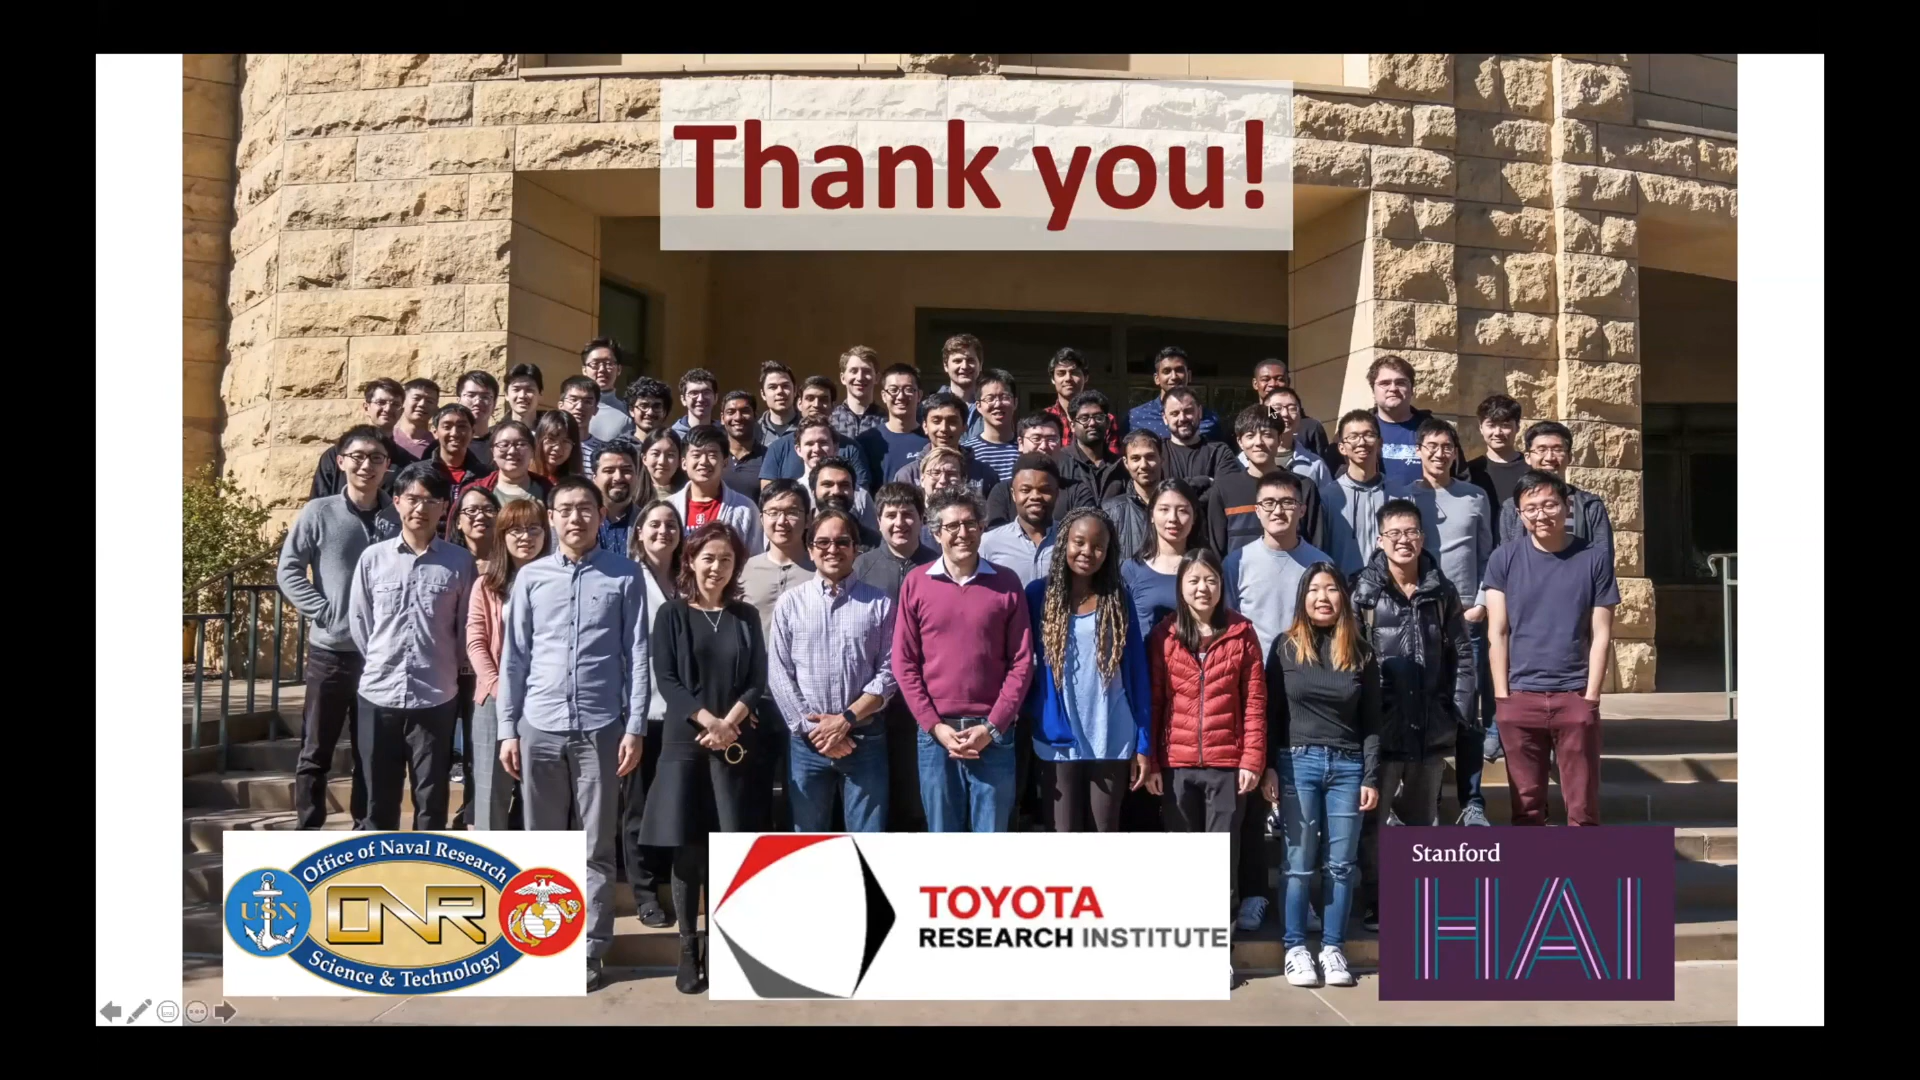 Thank you!
Office of Naval Research
USN
ONR
Science & Technology
TOYOTA
RESEARCH INSTITUTE
Stanford
HAI